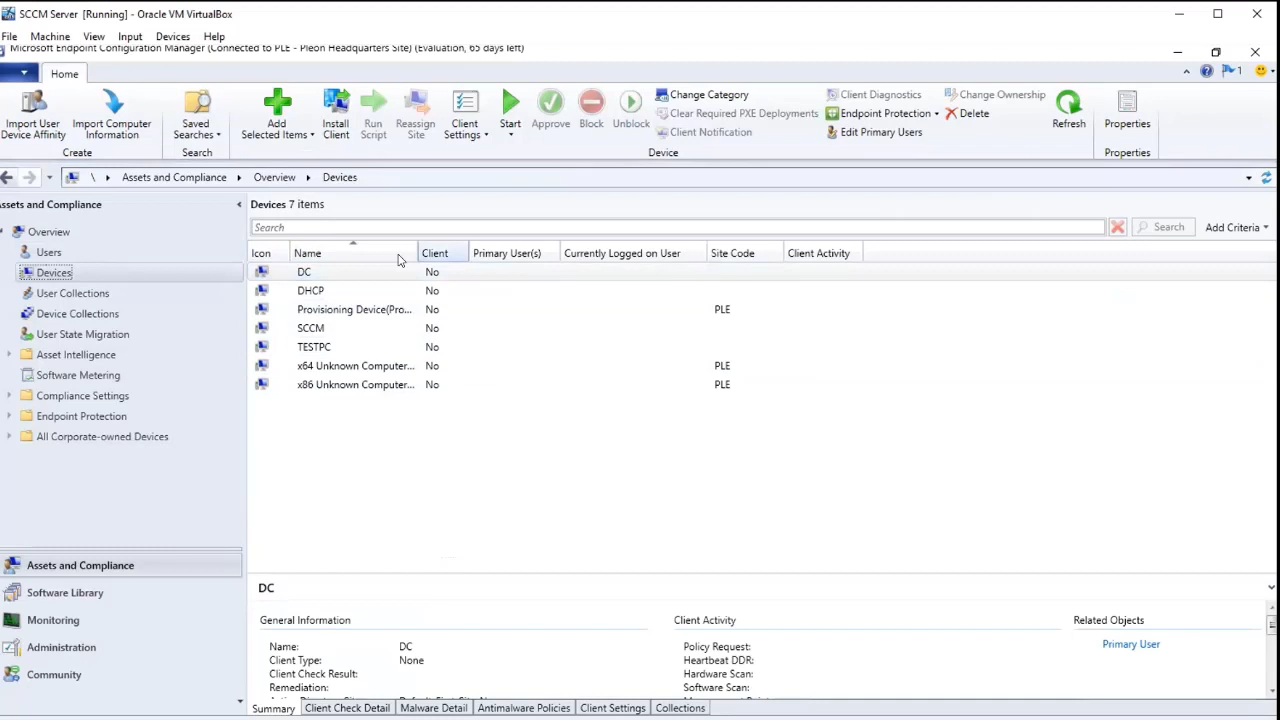 SCCM Server [Running] - Oracle VM VirtualBox
File Machine View Input Devices Help
Microsoft Endpoint Configuration Manager (Connected to PLE - Pleon Headquarters Site) (Evaluation, 65 days left)
Home
1
Import User Device Affinity
Import Computer Information
Saved Searches
Add Selected Items
Install Client
Run Script
Reassign Site
Client Settings
Start
Approve
Block
Unblock
Change Category
Clear Required PXE Deployments
Client Notification
Client Diagnostics
Endpoint Protection
Edit Primary Users
Change Ownership
Delete
Refresh
Properties
Create Search Device Properties
\ Assets and Compliance Overview Devices
Assets and Compliance
Overview
Users
Devices
User Collections
Device Collections
User State Migration
Asset Intelligence
Software Metering
Compliance Settings
Endpoint Protection
All Corporate-owned Devices
Assets and Compliance
Software Library
Monitoring
Administration
Community
Devices 7 items
Search Search Add Criteria
Icon Name Client Primary User(s) Currently Logged on User Site Code Client Activity
DC No
DHCP No
Provisioning Device(Pro... No PLE
SCCM No
TESTPC No
x64 Unknown Computer... No PLE
x86 Unknown Computer... No PLE
DC
General Information
Name: DC
Client Type: None
Client Check Result:
Remediation:
Client Activity
Policy Request:
Heartbeat DDR:
Hardware Scan:
Software Scan:
Related Objects
Primary User
Summary Client Check Detail Malware Detail Antimalware Policies Client Settings Collections